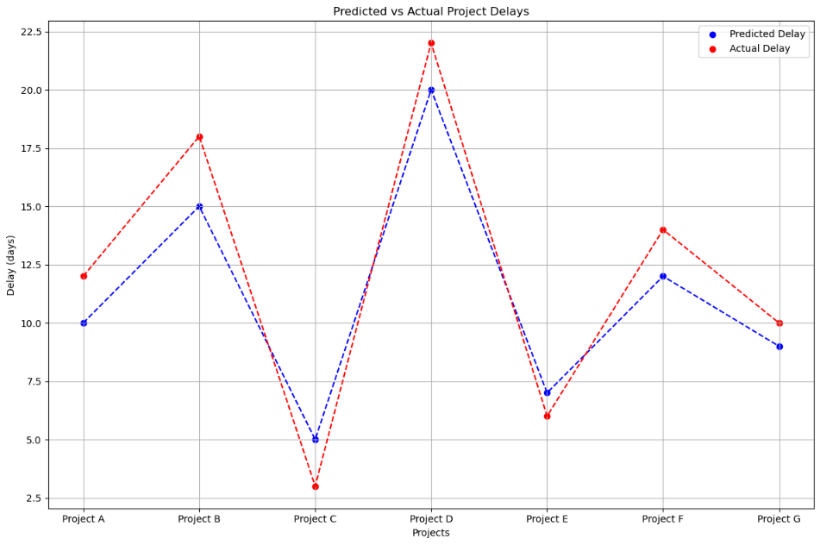 Predicted vs Actual Project Delays
Predicted Delay
Actual Delay
22.5
20.0
17.5
15.0
12.5
10.0
7.5
5.0
2.5
Delay (days)
Project A Project B Project C Project D Project E Project F Project G
Projects